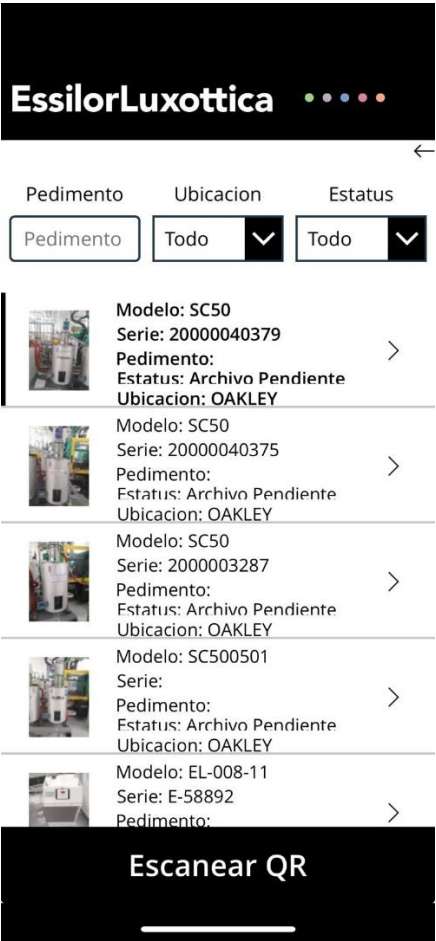 EssilorLuxottica
Pedimento Ubicacion Estatus
Pedimento Todo Todo
Modelo: SC50
Serie: 20000040379
Pedimento:
Estatus: Archivo Pendiente
Ubicacion: OAKLEY
Modelo: SC50
Serie: 20000040375
Pedimento:
Estatus: Archivo Pendiente
Ubicacion: OAKLEY
Modelo: SC50
Serie: 2000003287
Pedimento:
Estatus: Archivo Pendiente
Ubicacion: OAKLEY
Modelo: SC500501
Serie:
Pedimento:
Estatus: Archivo Pendiente
Ubicacion: OAKLEY
Modelo: EL-008-11
Serie: E-58892
Pedimento:
Escanear QR